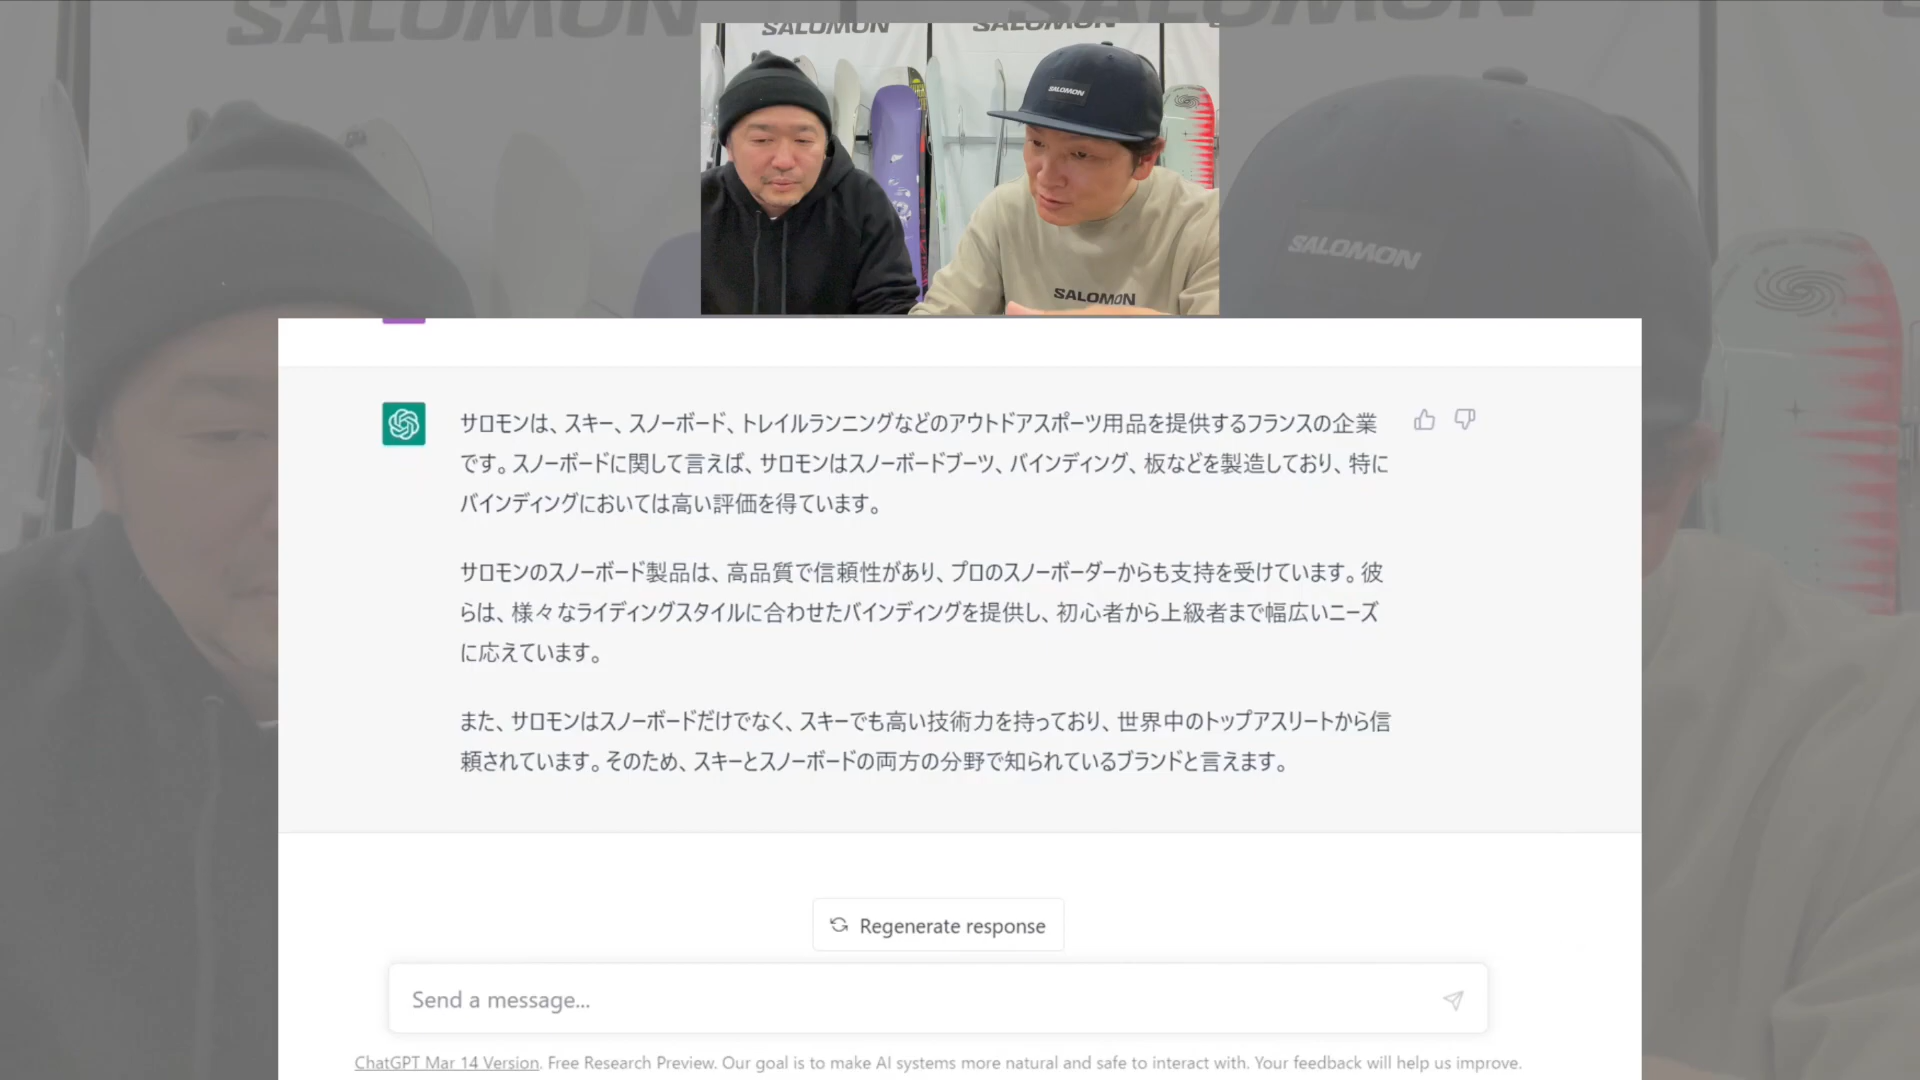 SALOMON
SALOMON
SALOMON
SALOMON
SALOMON
SALOMON
SALOMON
サロモンは、スキー、スノーボード、トレイルランニングなどのアウトドアスポーツ用品を提供するフランスの企業
です。スノーボードに関して言えば、サロモンはスノーボードブーツ、バインディング、板などを製造しており、特に
バインディングにおいては高い評価を得ています。
サロモンのスノーボード製品は、高品質で信頼性があり、プロのスノーボーダーからも支持を受けています。彼
らは、様々なライディングスタイルに合わせたバインディングを提供し、初心者から上級者まで幅広いニーズ
に応えています。
また、サロモンはスノーボードだけでなく、スキーでも高い技術力を持っており、世界中のトップアスリートから信
頼されています。そのため、スキーとスノーボードの両方の分野で知られているブランドと言えます。
Regenerate response
Send a message...
ChatGPT Mar 14 Version. Free Research Preview. Our goal is to make AI systems more natural and safe to interact with. Your feedback will help us improve.